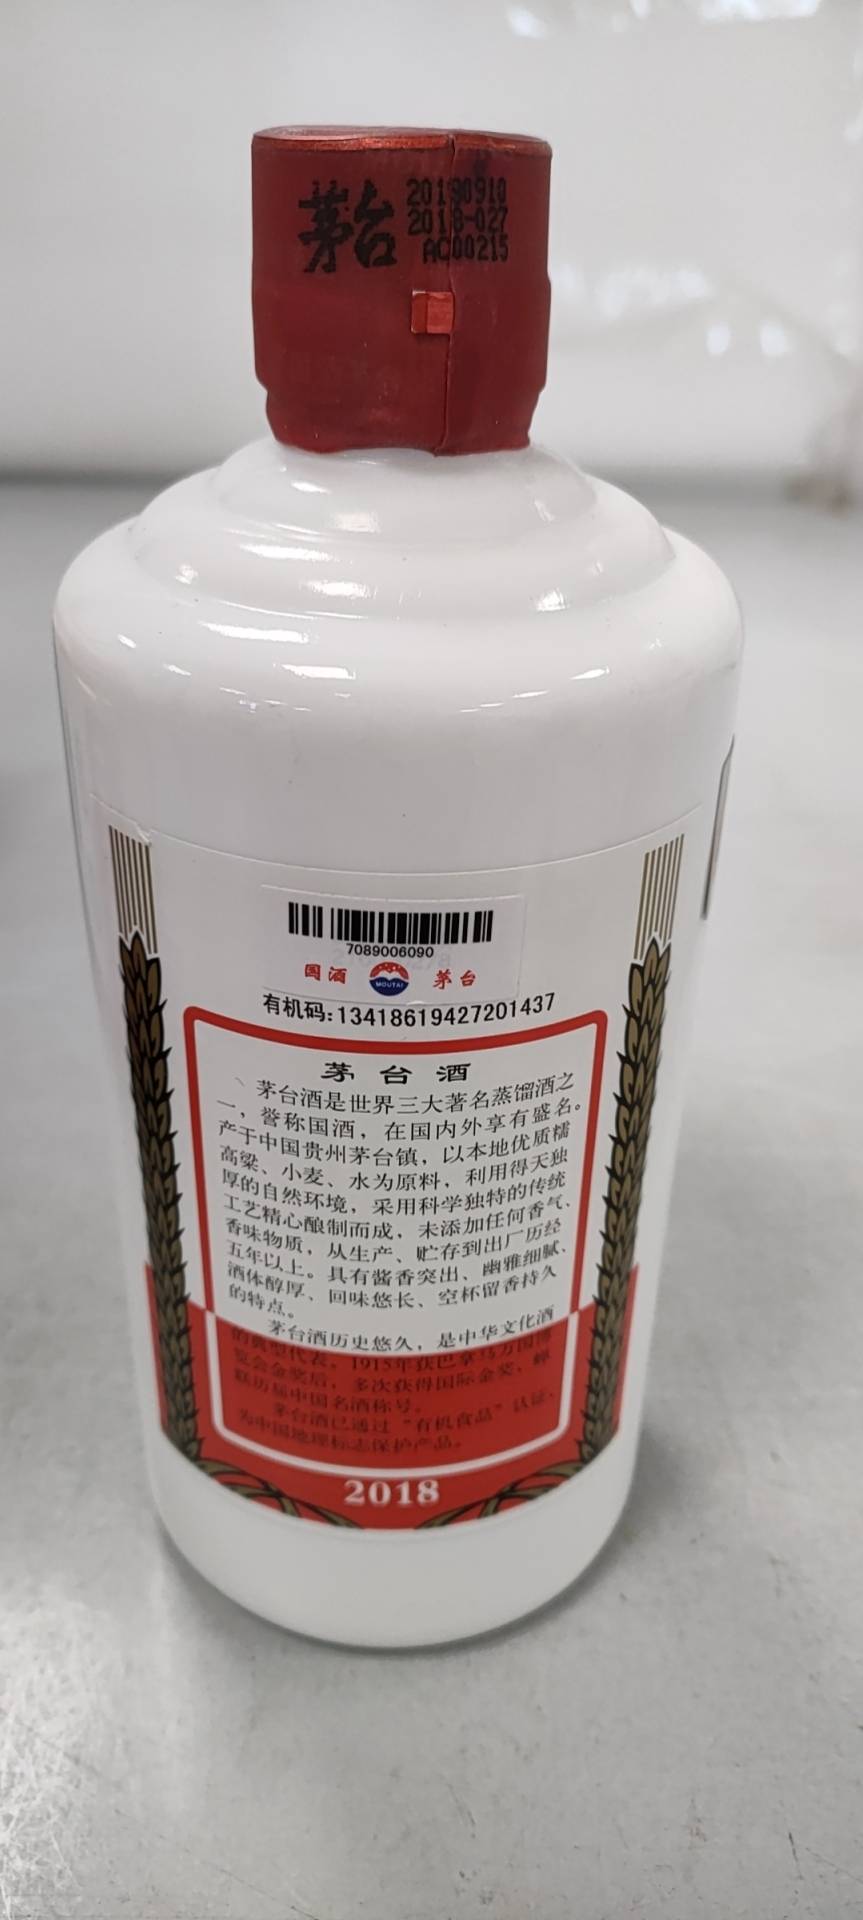 茅台
20190910
2018-027
AC00215
7089006090
国酒 MOUTAI 茅台
有机码:13418619427201437
茅台酒
茅台酒是世界三大著名蒸馏酒之
一，誉称国酒，在国内外享有盛名。
产于中国贵州茅台镇，以本地优质糯
高粱、小麦、水为原料，利用得天独
厚的自然环境，采用科学独特的传统
工艺精心酿制而成，未添加任何香气、
香味物质，从生产、贮存到出厂历经
五年以上。具有酱香突出、幽雅细腻、
酒体醇厚、回味悠长、空杯留香持久
的特点。
茅台酒历史悠久，是中华文化酒
的典型代表。1915年获巴拿马万国博
览会金奖后，多次获得国际金奖、蝉
联历届中国名酒称号。
茅台酒已通过“有机食品”认证，
为中国地理标志保护产品。
2018